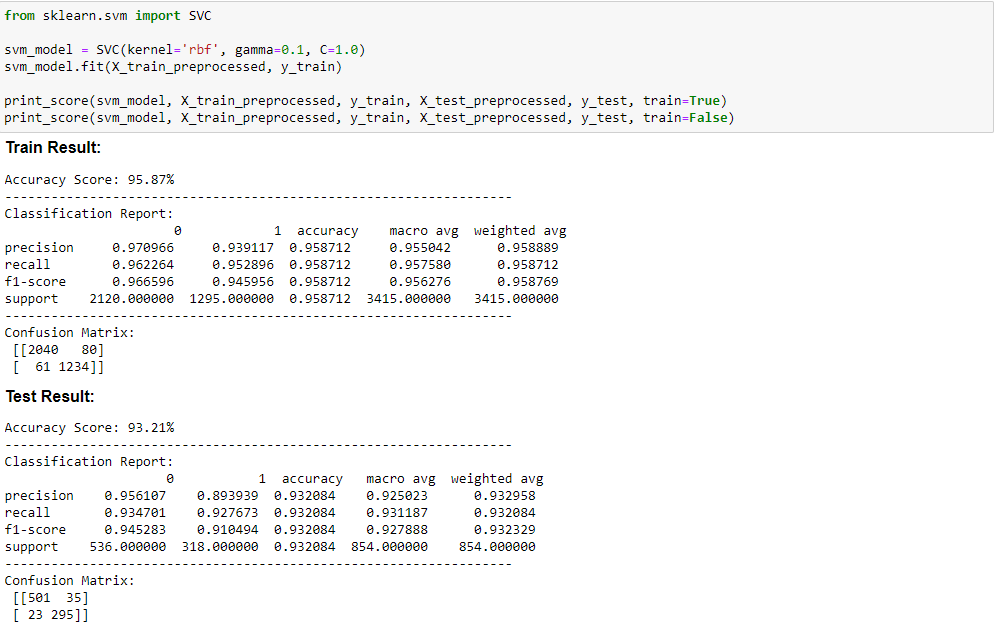 from sklearn.svm import SVC
svm_model = SVC(kernel='rbf', gamma=0.1, C=1.0)
svm_model.fit(X_train_preprocessed, y_train)
print_score(svm_model, X_train_preprocessed, y_train, X_test_preprocessed, y_test, train=True)
print_score(svm_model, X_train_preprocessed, y_train, X_test_preprocessed, y_test, train=False)
Train Result:
Accuracy Score: 95.87%
------------------------------------------------------------------
Classification Report:
0 1 accuracy macro avg weighted avg
precision 0.970966 0.939117 0.958712 0.955042 0.958889
recall 0.962264 0.952896 0.958712 0.957580 0.958712
f1-score 0.966596 0.945956 0.958712 0.956276 0.958769
support 2120.000000 1295.000000 0.958712 3415.000000 3415.000000
------------------------------------------------------------------
Confusion Matrix:
[[2040 80]
[ 61 1234]]
Test Result:
Accuracy Score: 93.21%
------------------------------------------------------------------
Classification Report:
0 1 accuracy macro avg weighted avg
precision 0.956107 0.893939 0.932084 0.925023 0.932958
recall 0.934701 0.927673 0.932084 0.931187 0.932084
f1-score 0.945283 0.910494 0.932084 0.927888 0.932329
support 536.000000 318.000000 0.932084 854.000000 854.000000
------------------------------------------------------------------
Confusion Matrix:
[[501 35]
[ 23 295]]